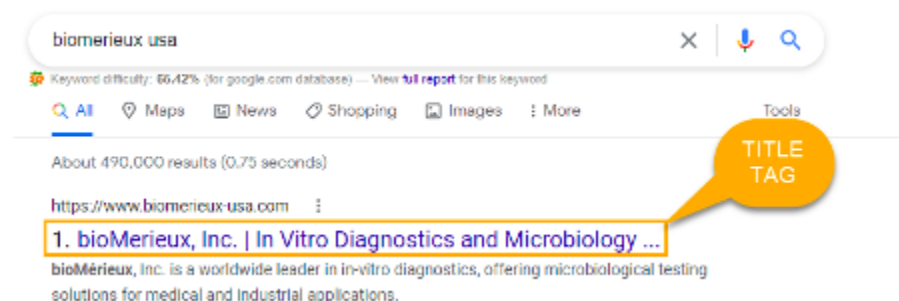 biomerieux usa
Keyword difficulty: 66.42% (for google.com database) — View full report for this keyword
All Maps News Shopping Images More Tools
About 490,000 results (0.75 seconds)
TITLE
TAG
https://www.biomerieux-usa.com
1. bioMerieux, Inc. | In Vitro Diagnostics and Microbiology ...
bioMérieux, Inc. is a worldwide leader in in-vitro diagnostics, offering microbiological testing
solutions for medical and industrial applications.